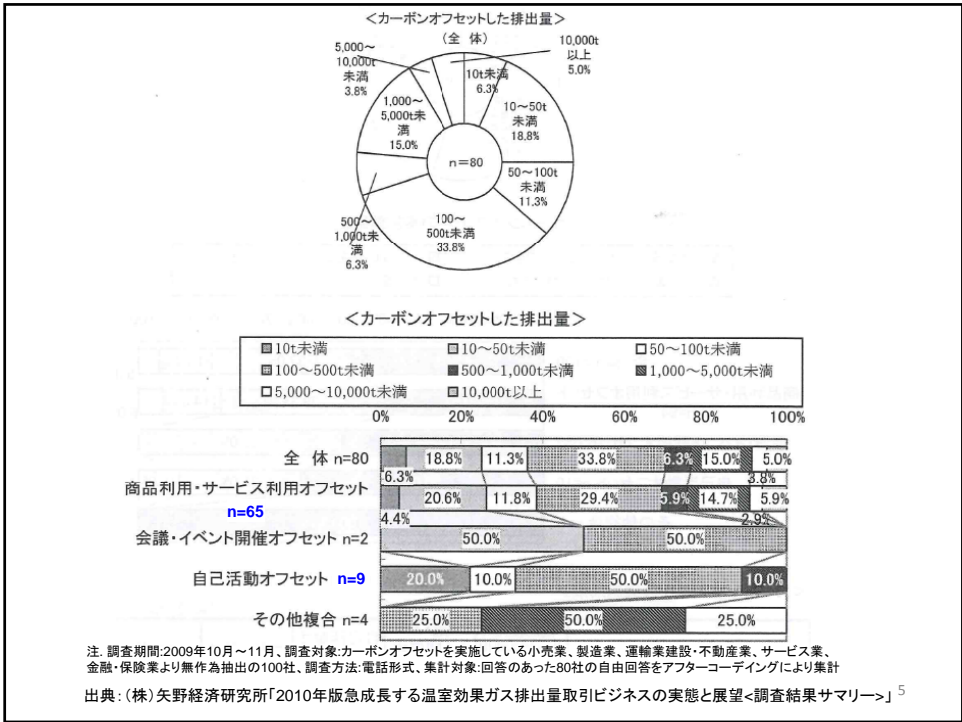 ＜カーボンオフセットした排出量＞
（全 体）
10,000t
以上
5.0%
5,000～
10,000t
未満
3.8%
10t未満
6.3%
10～50t
未満
18.8%
1,000～
5,000t未
満
15.0%
n＝80
50～100t
未満
11.3%
500～
1,000t未
満
6.3%
100～
500t未満
33.8%
＜カーボンオフセットした排出量＞
10t未満 10～50t未満 50～100t未満
100～500t未満 500～1,000t未満 1,000～5,000t未満
5,000～10,000t未満 10,000t以上
0% 20% 40% 60% 80% 100%
全 体 n=80 18.8% 11.3% 33.8% 6.3% 15.0% 5.0%
6.3% 3.8%
商品利用・サービス利用オフセット 20.6% 11.8% 29.4% 5.9% 14.7% 5.9%
n=65
4.4% 2.9%
会議・イベント開催オフセット n=2 50.0% 50.0%
自己活動オフセット n=9 20.0% 10.0% 50.0% 10.0%
その他複合 n=4 25.0% 50.0% 25.0%
注. 調査期間:2009年10月～11月、調査対象:カーボンオフセットを実施している小売業、製造業、運輸業建設・不動産業、サービス業、
金融・保険業より無作為抽出の100社、調査方法:電話形式、集計対象:回答のあった80社の自由回答をアフターコーデイングにより集計
出典：（株）矢野経済研究所「2010年版急成長する温室効果ガス排出量取引ビジネスの実態と展望<調査結果サマリー>」
5